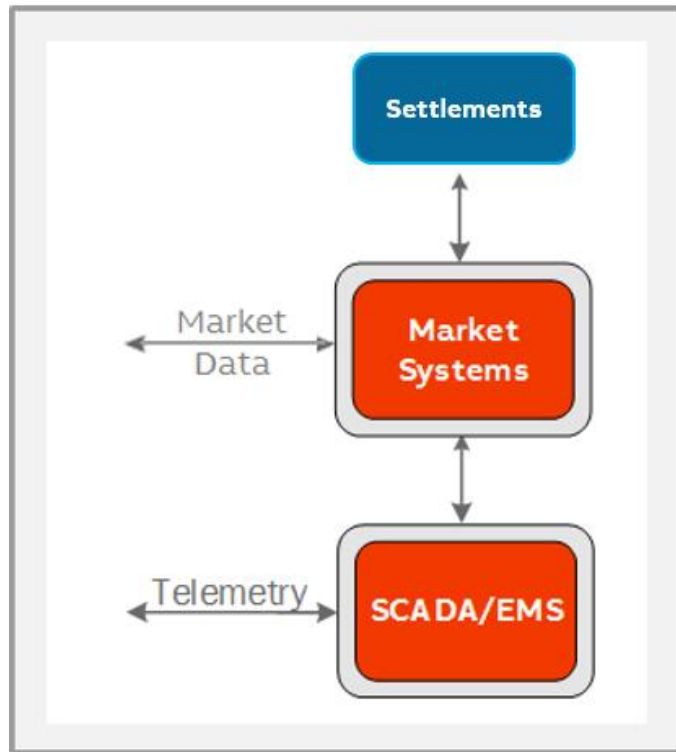 Settlements
Market
Data
Market
Systems
Telemetry
SCADA/EMS